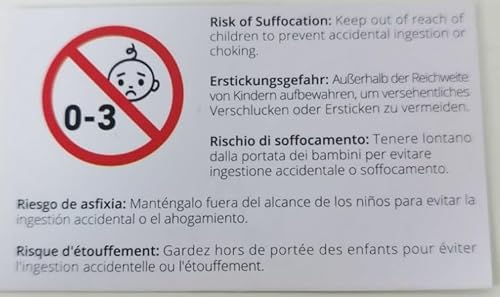 0-3
Risk of Suffocation: Keep out of reach of
children to prevent accidental ingestion or
choking.
Erstickungsgefahr: Außerhalb der Reichweite
von Kindern aufbewahren, um versehentliches
Verschlucken oder Ersticken zu vermeiden.
Rischio di soffocamento: Tenere lontano
dalla portata dei bambini per evitare
ingestione accidentale o soffocamento.
Riesgo de asfixia: Manténgalo fuera del alcance de los niños para evitar la
ingestión accidental o el ahogamiento.
Risque d'étouffement: Gardez hors de portée des enfants pour éviter
l'ingestion accidentelle ou l'étouffement.